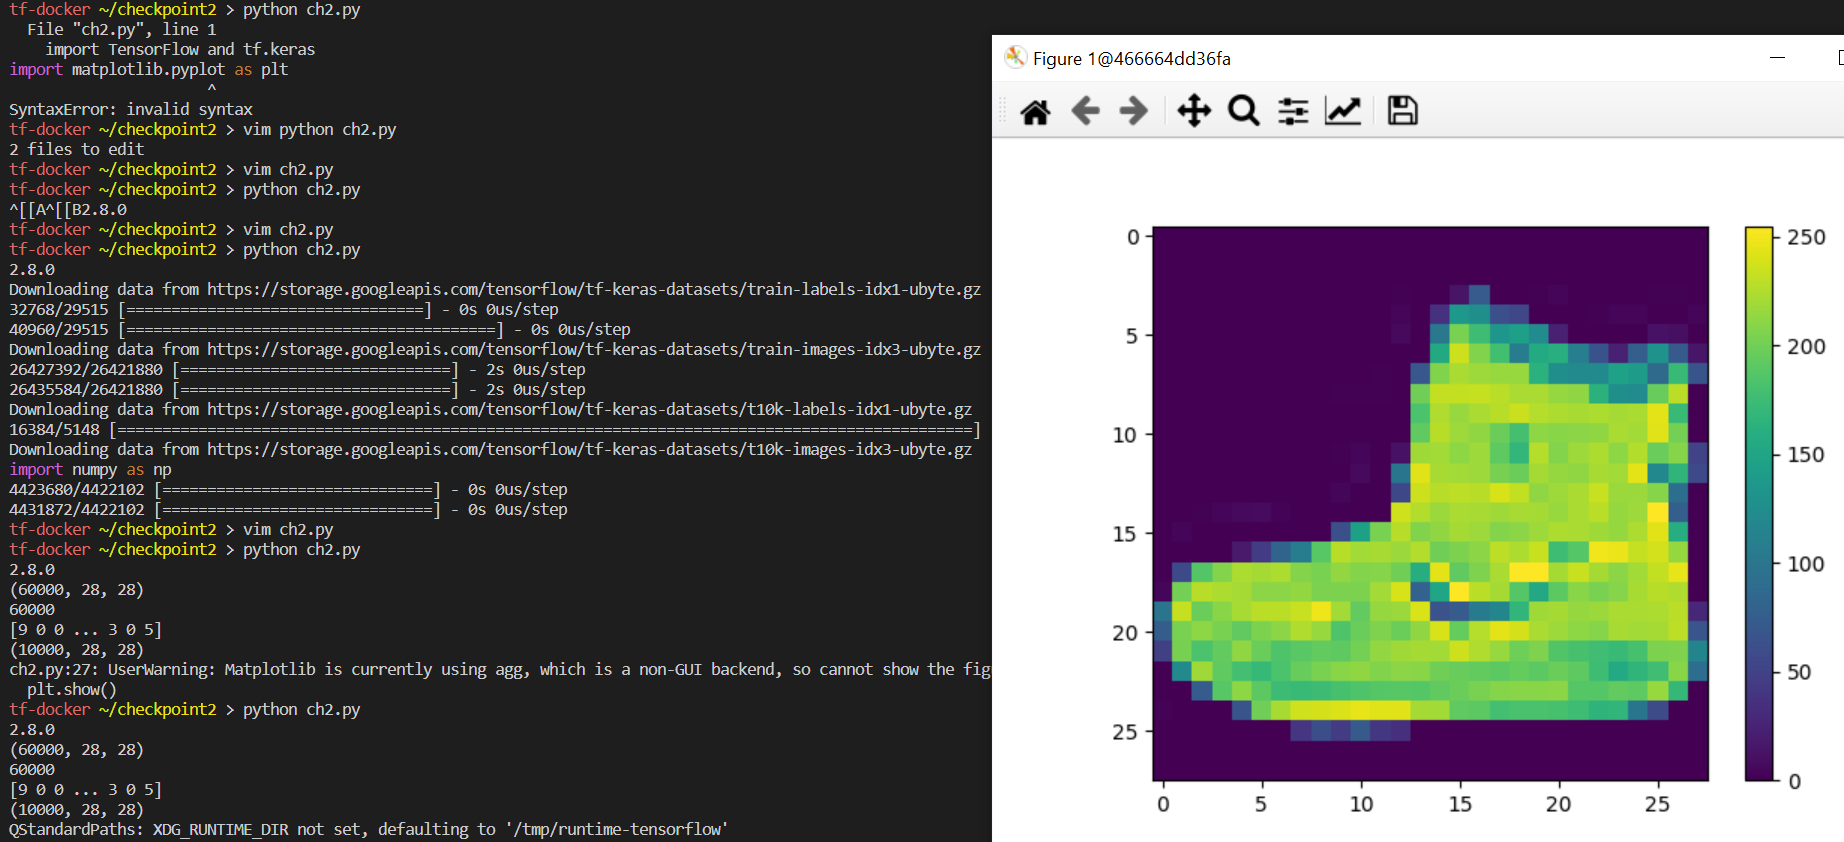 tf-docker ~/checkpoint2 > python ch2.py
  File "ch2.py", line 1
    import TensorFlow and tf.keras
import matplotlib.pyplot as plt
                      ^
SyntaxError: invalid syntax
tf-docker ~/checkpoint2 > vim python ch2.py
2 files to edit
tf-docker ~/checkpoint2 > vim ch2.py
tf-docker ~/checkpoint2 > python ch2.py
^[[A^[[B2.8.0
tf-docker ~/checkpoint2 > vim ch2.py
tf-docker ~/checkpoint2 > python ch2.py
2.8.0
Downloading data from https://storage.googleapis.com/tensorflow/tf-keras-datasets/train-labels-idx1-ubyte.gz
32768/29515 [=================================] - 0s 0us/step
40960/29515 [=========================================] - 0s 0us/step
Downloading data from https://storage.googleapis.com/tensorflow/tf-keras-datasets/train-images-idx3-ubyte.gz
26427392/26421880 [==============================] - 2s 0us/step
26435584/26421880 [==============================] - 2s 0us/step
Downloading data from https://storage.googleapis.com/tensorflow/tf-keras-datasets/t10k-labels-idx1-ubyte.gz
16384/5148 [===============================================================================================]
Downloading data from https://storage.googleapis.com/tensorflow/tf-keras-datasets/t10k-images-idx3-ubyte.gz
import numpy as np
4423680/4422102 [==============================] - 0s 0us/step
4431872/4422102 [==============================] - 0s 0us/step
tf-docker ~/checkpoint2 > vim ch2.py
tf-docker ~/checkpoint2 > python ch2.py
2.8.0
(60000, 28, 28)
60000
[9 0 0 ... 3 0 5]
(10000, 28, 28)
ch2.py:27: UserWarning: Matplotlib is currently using agg, which is a non-GUI backend, so cannot show the fig
  plt.show()
tf-docker ~/checkpoint2 > python ch2.py
2.8.0
(60000, 28, 28)
60000
[9 0 0 ... 3 0 5]
(10000, 28, 28)
QStandardPaths: XDG_RUNTIME_DIR not set, defaulting to '/tmp/runtime-tensorflow'
Figure 1@466664dd36fa
0
5
10
15
20
25
0 5 10 15 20 25
250
200
150
100
50
0